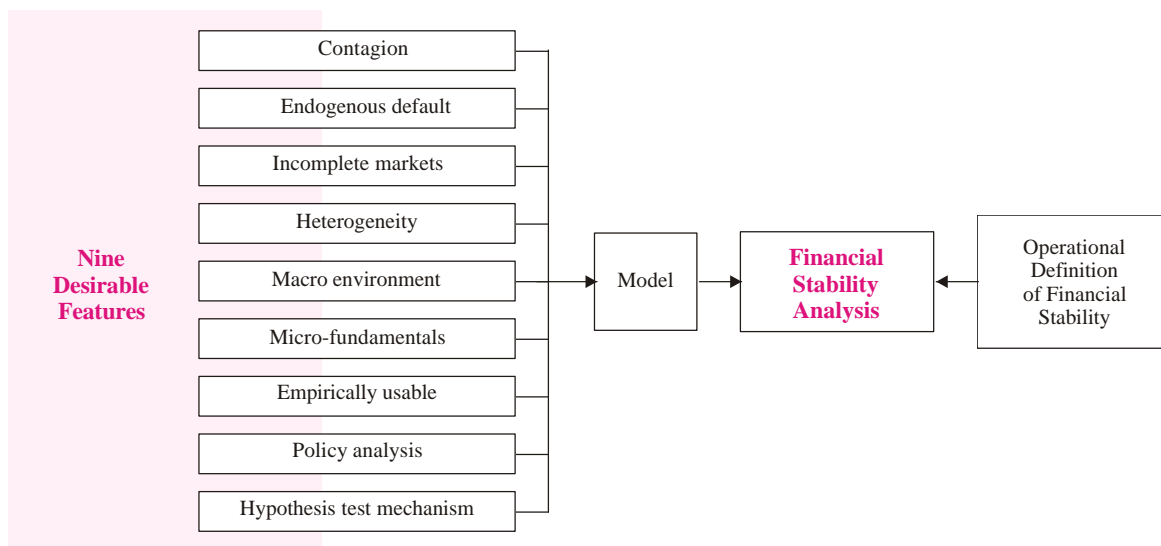 Nine
Desirable
Features
Contagion
Endogenous default
Incomplete markets
Heterogeneity
Macro environment
Micro-fundamentals
Empirically usable
Policy analysis
Hypothesis test mechanism
Model
Financial
Stability
Analysis
Operational
Definition
of Financial
Stability